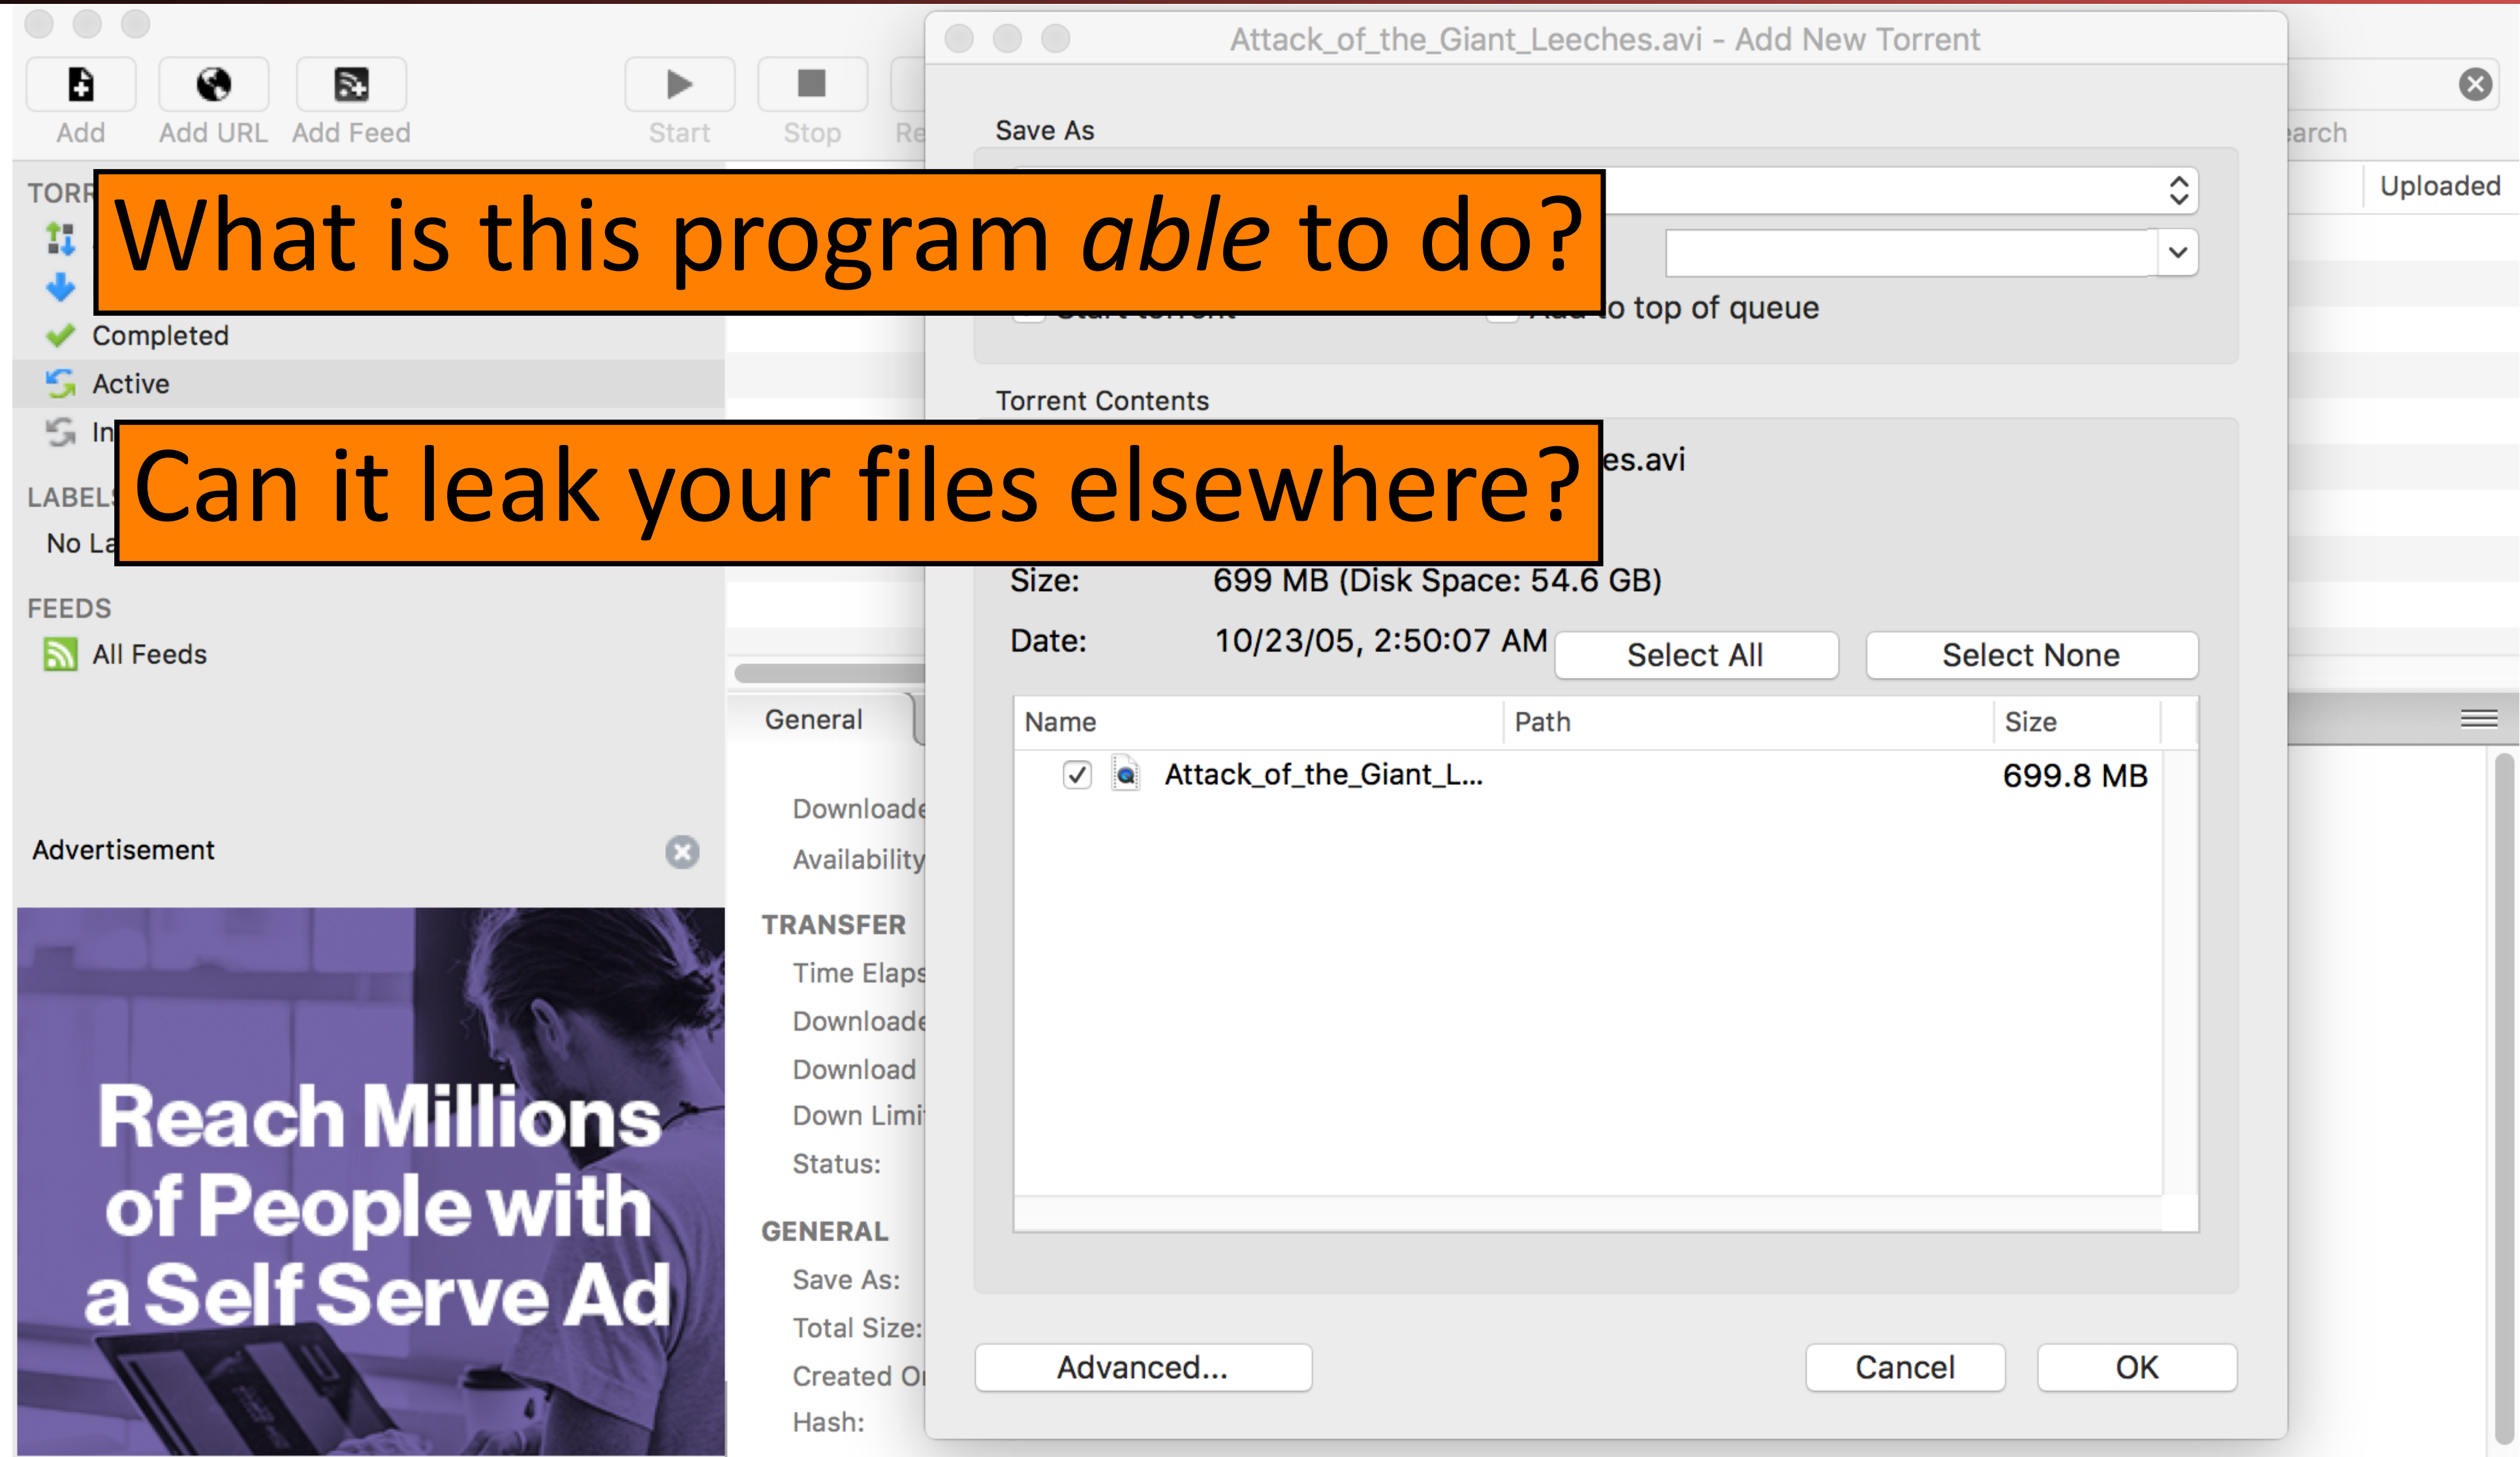 Attack_of_the_Giant_Leeches.avi - Add New Torrent
Add
Add URL
Add Feed
Start
Stop
Save As
Uploaded
What is this program able to do?
to top of queue
Completed
Active
Torrent Contents
Can it leak your files elsewhere?
es.avi
Size: 699 MB (Disk Space: 54.6 GB)
FEEDS
Date: 10/23/05, 2:50:07 AM
Select All
Select None
All Feeds
General
Name
Path
Size
Attack_of_the_Giant_L...
699.8 MB
Advertisement
Availability
TRANSFER
Download
Status:
GENERAL
Save As:
Total Size:
Hash:
Reach Millions
of People with
a Self Serve Ad
Advanced...
Cancel
OK